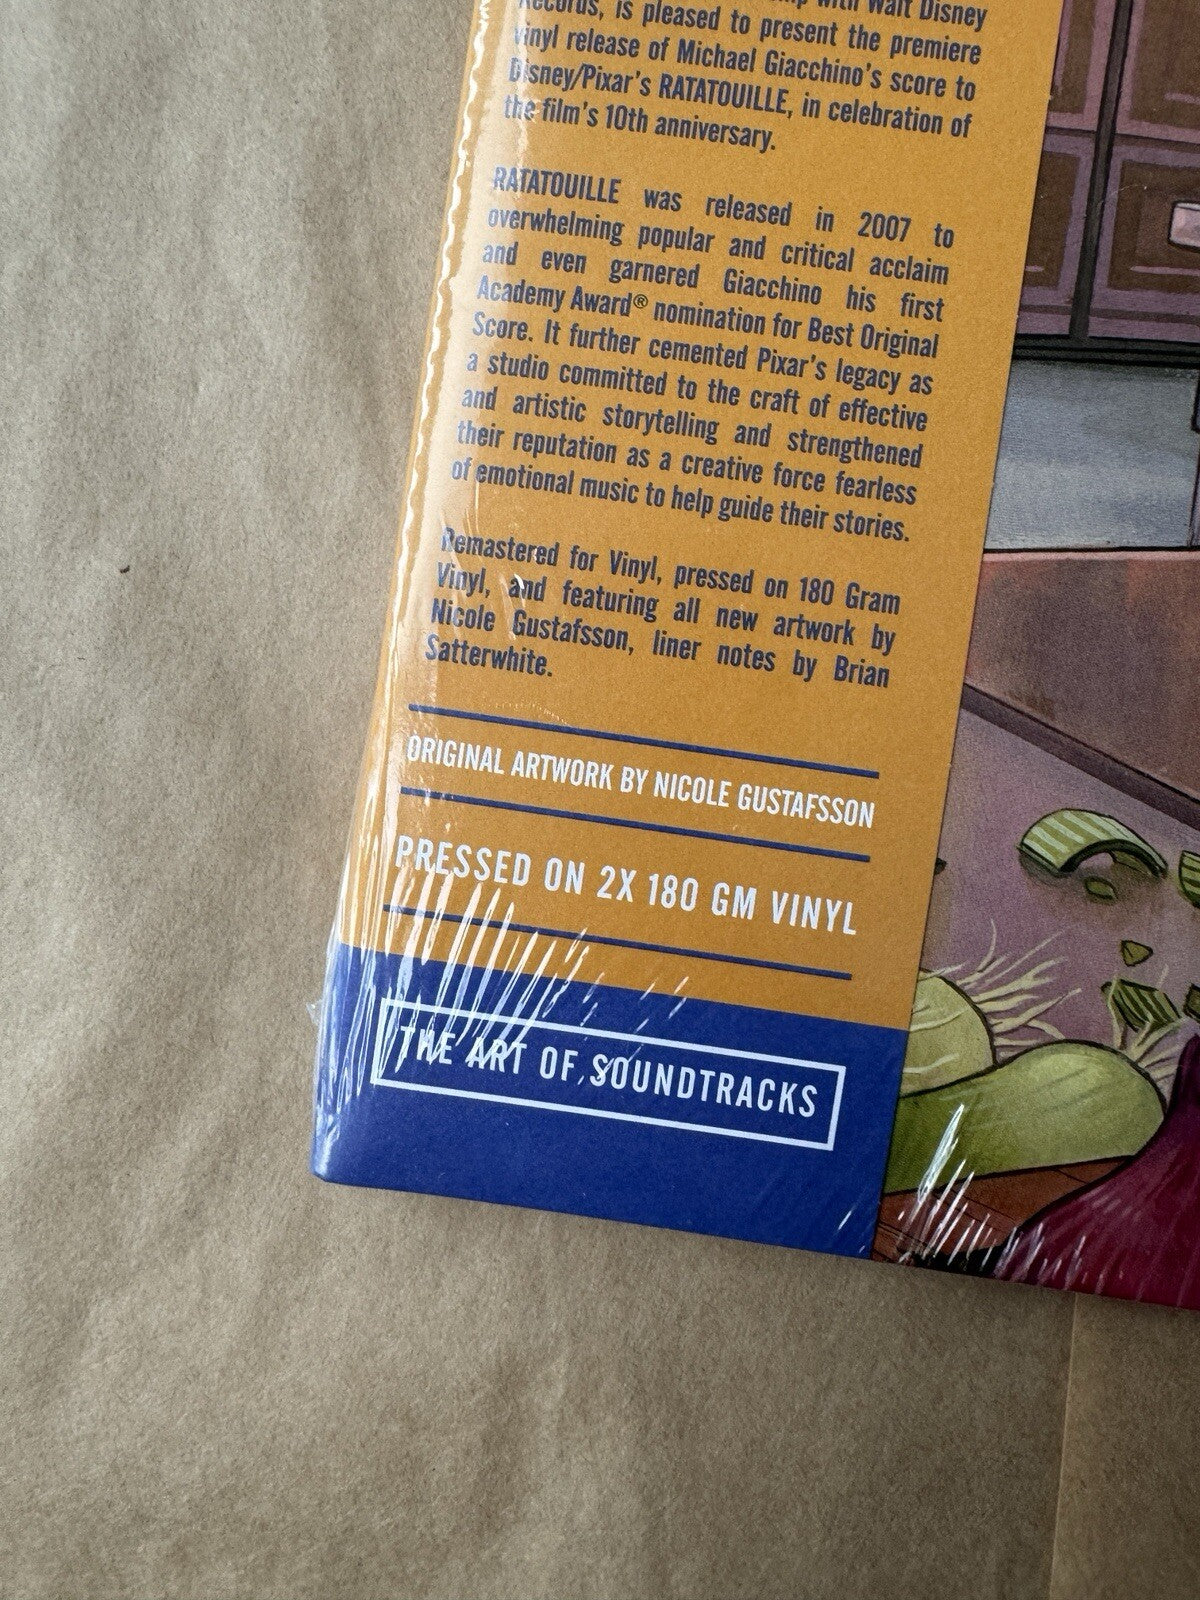 with Walt Disney
Records, is pleased to present the premiere
vinyl release of Michael Giacchino's score to
Disney/Pixar's RATATOUILLE, in celebration of
the film's 10th anniversary.
RATATOUILLE was released in 2007 to
overwhelming popular and critical acclaim
and even garnered Giacchino his first
Academy Award® nomination for Best Original
Score. It further cemented Pixar's legacy as
a studio committed to the craft of effective
and artistic storytelling and strengthened
their reputation as a creative force fearless
of emotional music to help guide their stories.
Remastered for Vinyl, pressed on 180 Gram
Vinyl, and featuring all new artwork by
Nicole Gustafsson, liner notes by Brian
Satterwhite.
ORIGINAL ARTWORK BY NICOLE GUSTAFSSON
PRESSED ON 2X 180 GM VINYL
THE ART OF SOUNDTRACKS